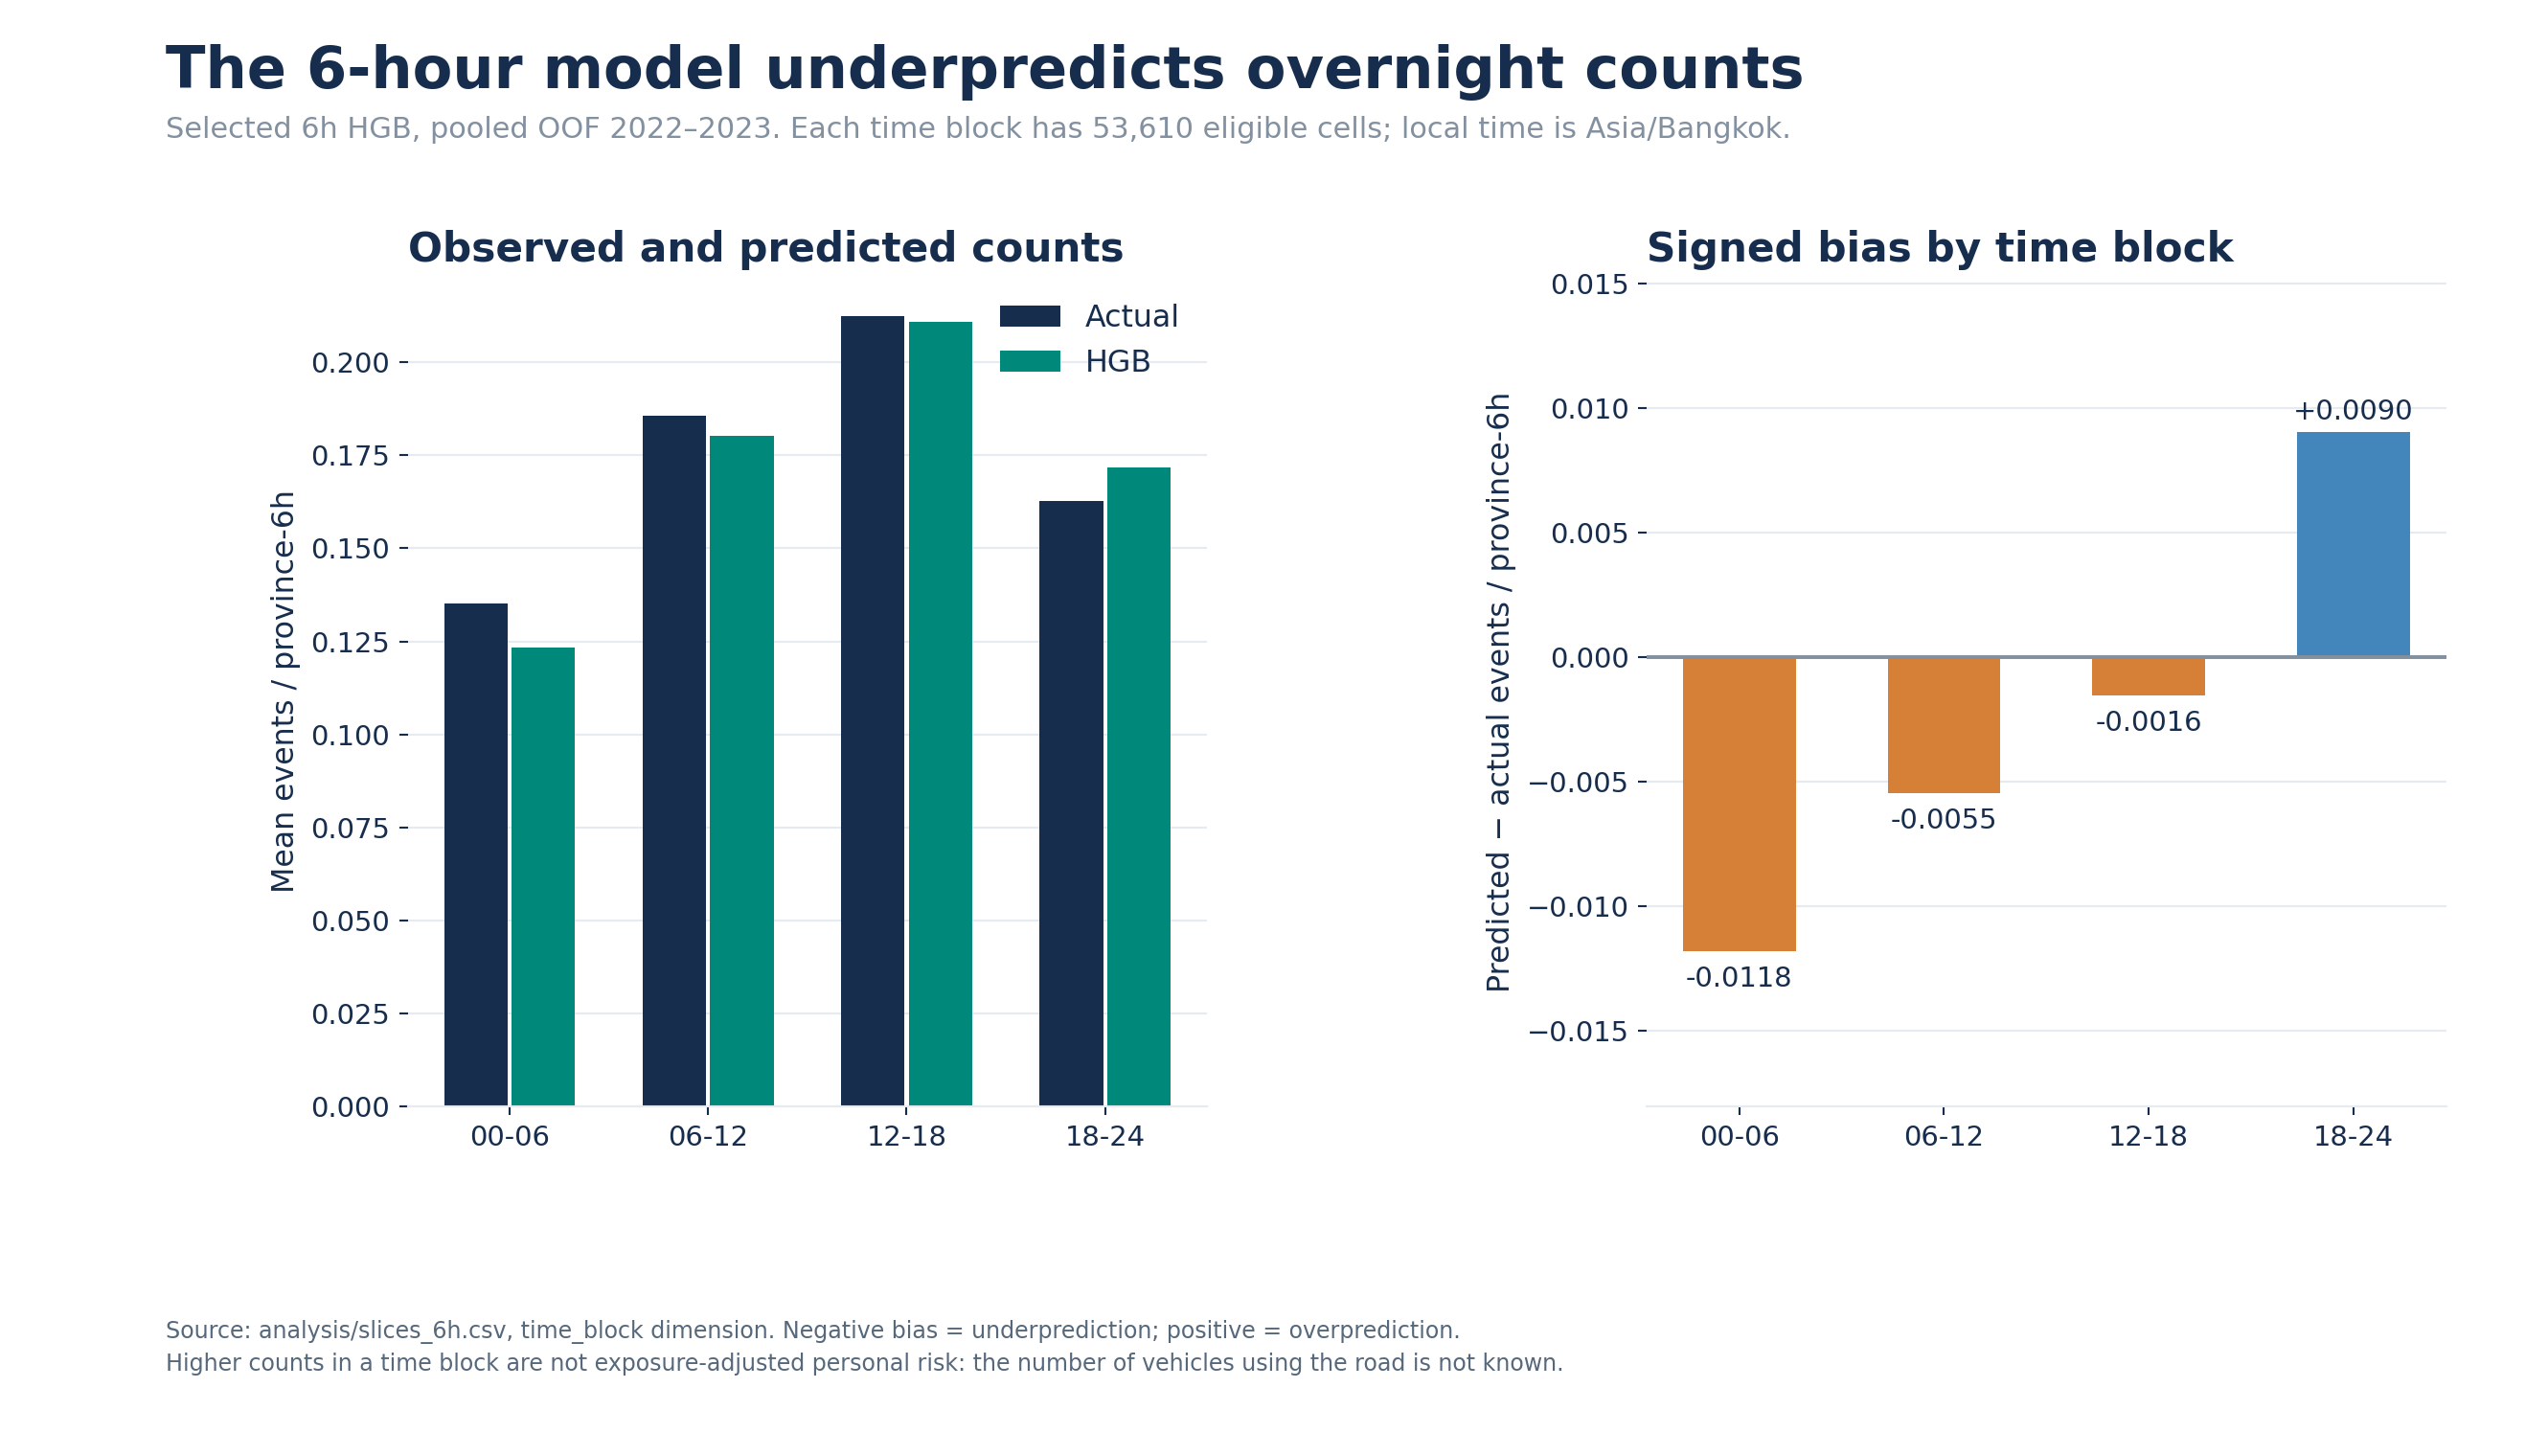 The 6-hour model underpredicts overnight counts
Selected 6h HGB, pooled OOF 2022–2023. Each time block has 53,610 eligible cells; local time is Asia/Bangkok.
Observed and predicted counts
Actual
HGB
Mean events / province-6h
0.200
0.175
0.150
0.125
0.100
0.075
0.050
0.025
0.000
00-06
06-12
12-18
18-24
Signed bias by time block
Predicted − actual events / province-6h
0.015
0.010
0.005
0.000
−0.005
−0.010
−0.015
-0.0118
-0.0055
-0.0016
+0.0090
00-06
06-12
12-18
18-24
Source: analysis/slices_6h.csv, time_block dimension. Negative bias = underprediction; positive = overprediction.
Higher counts in a time block are not exposure-adjusted personal risk: the number of vehicles using the road is not known.